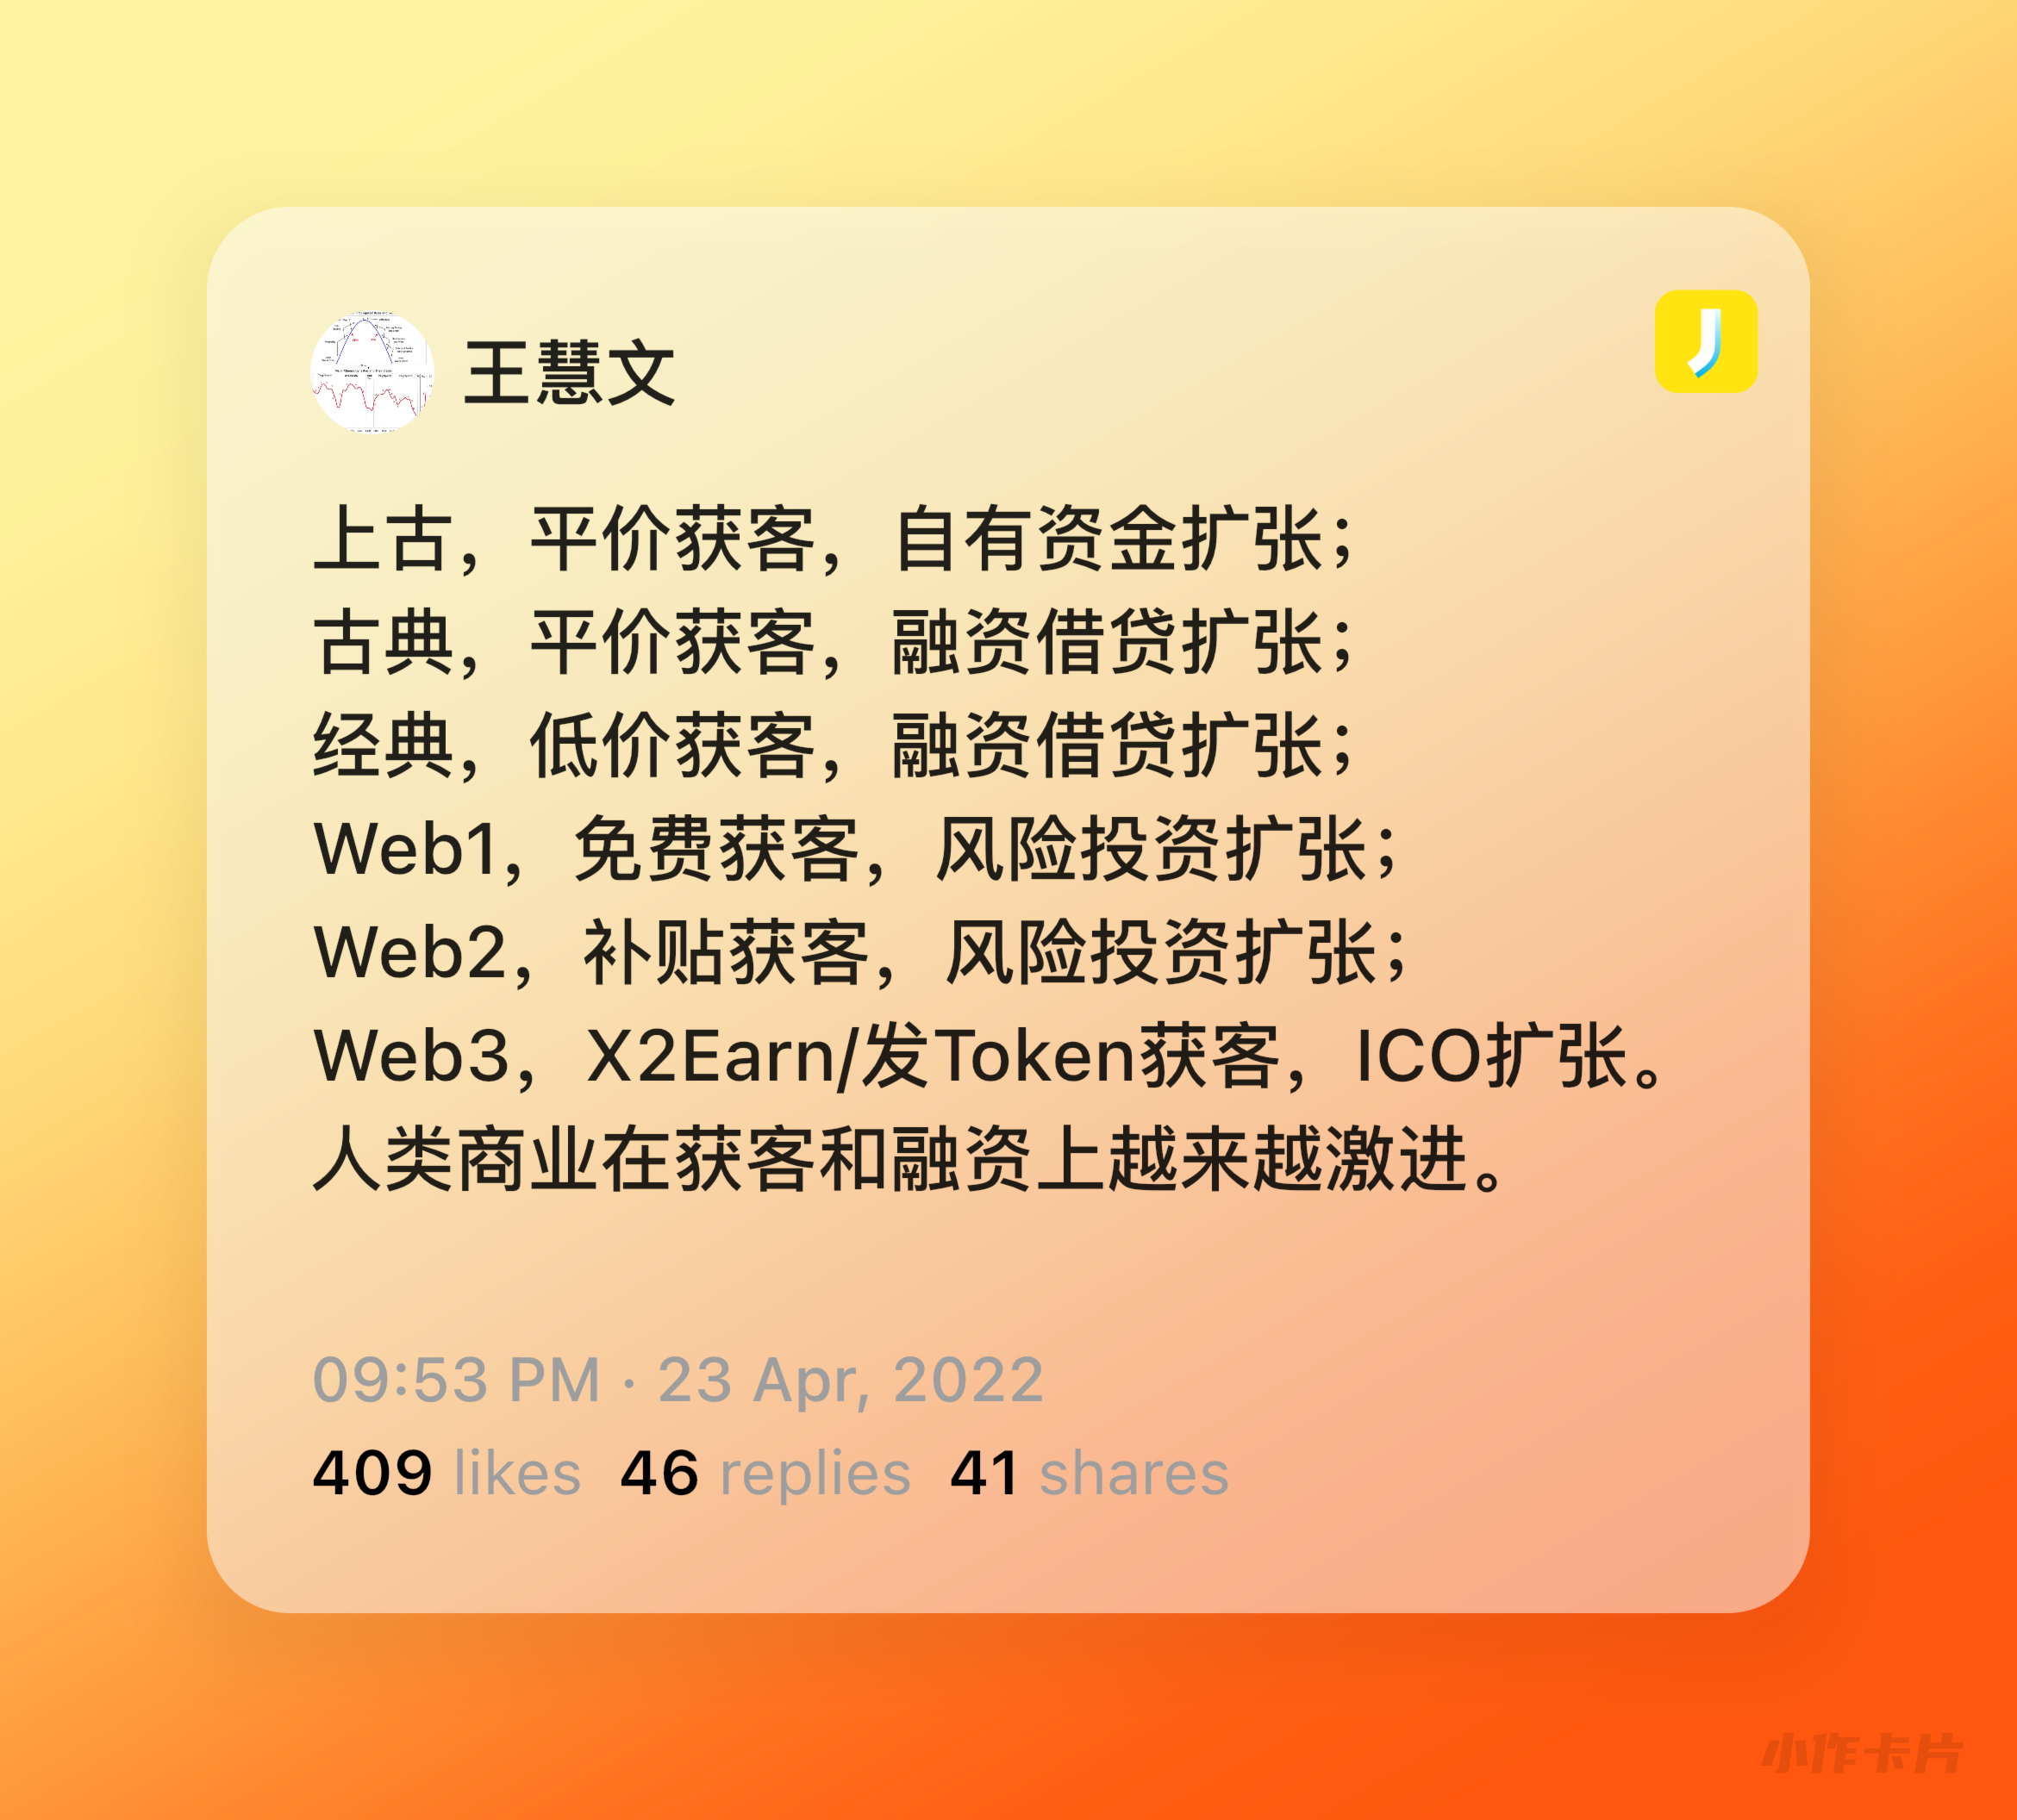 王慧文
上古，平价获客，自有资金扩张；
古典，平价获客，融资借贷扩张；
经典，低价获客，融资借贷扩张；
Web1，免费获客，风险投资扩张；
Web2，补贴获客，风险投资扩张；
Web3，X2Earn/发Token获客，ICO扩张。
人类商业在获客和融资上越来越激进。
09:53 PM · 23 Apr, 2022
409 likes 46 replies 41 shares
小作卡片